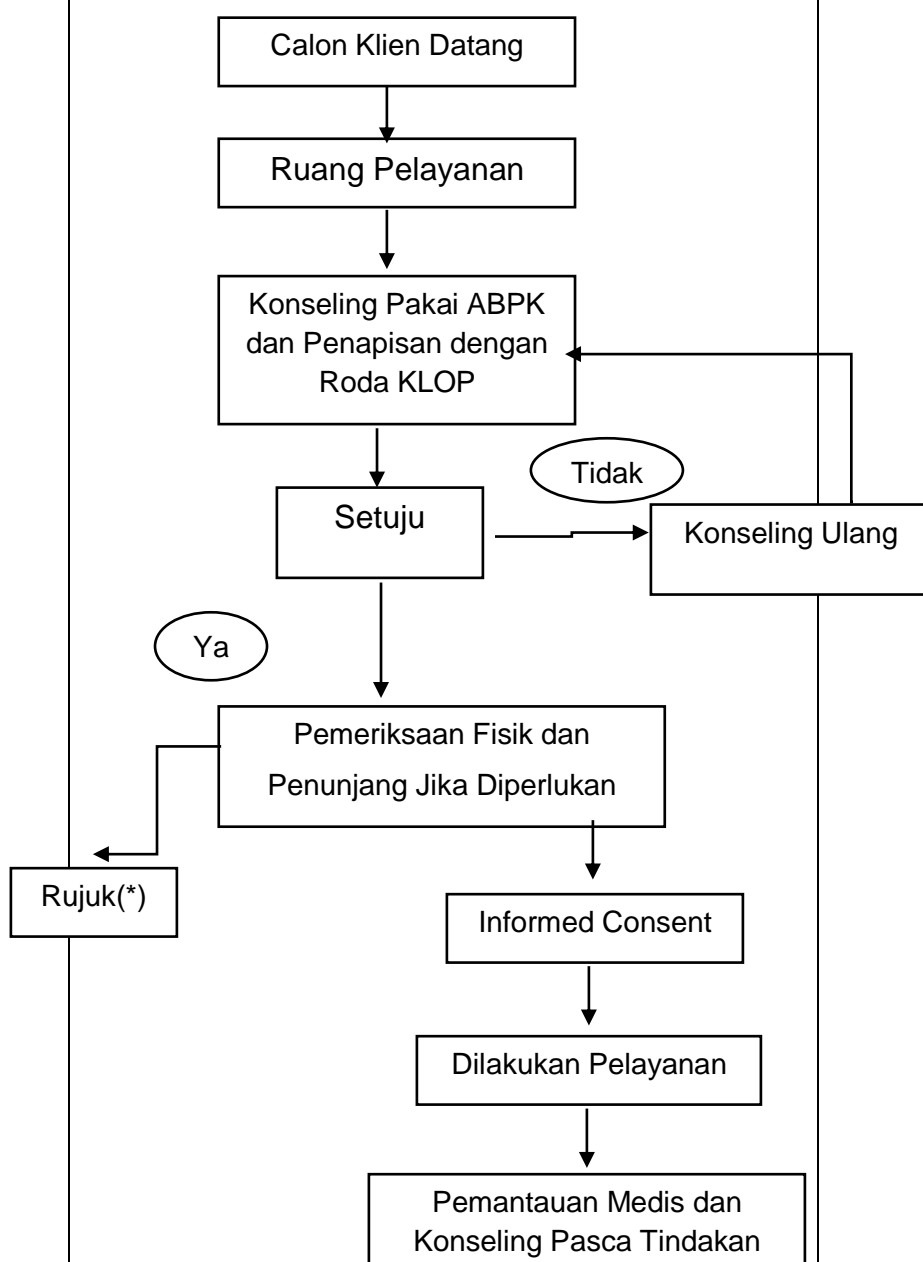 Calon Klien Datang
Ruang Pelayanan
Konseling Pakai ABPK
dan Penapisan dengan
Roda KLOP
Tidak
Setuju
Konseling Ulang
Ya
Pemeriksaan Fisik dan
Penunjang Jika Diperlukan
Rujuk(*)
Informed Consent
Dilakukan Pelayanan
Pemantauan Medis dan
Konseling Pasca Tindakan